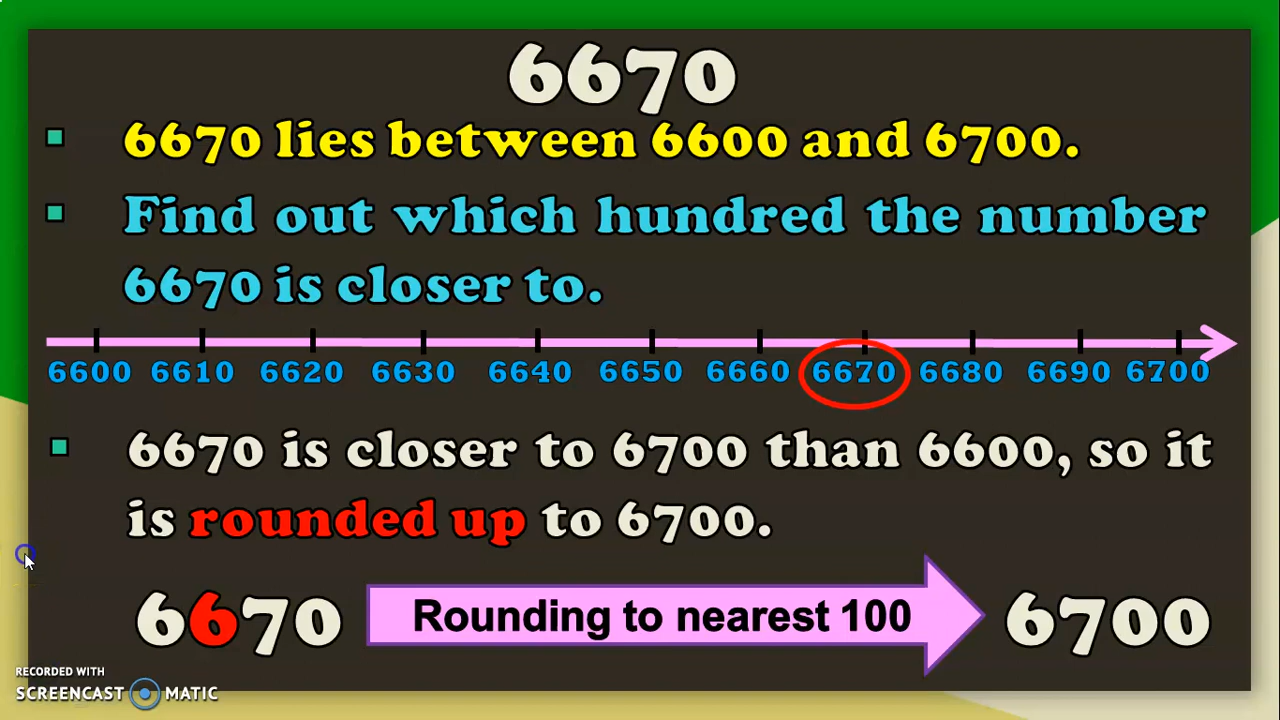 6670
6670 lies between 6600 and 6700.
Find out which hundred the number
6670 is closer to.
6600 6610 6620 6630 6640 6650 6660 6670 6680 6690 6700
6670 is closer to 6700 than 6600, so it
is rounded up to 6700.
6670 Rounding to nearest 100 6700
RECORDED WITH
SCREENCAST MATIC